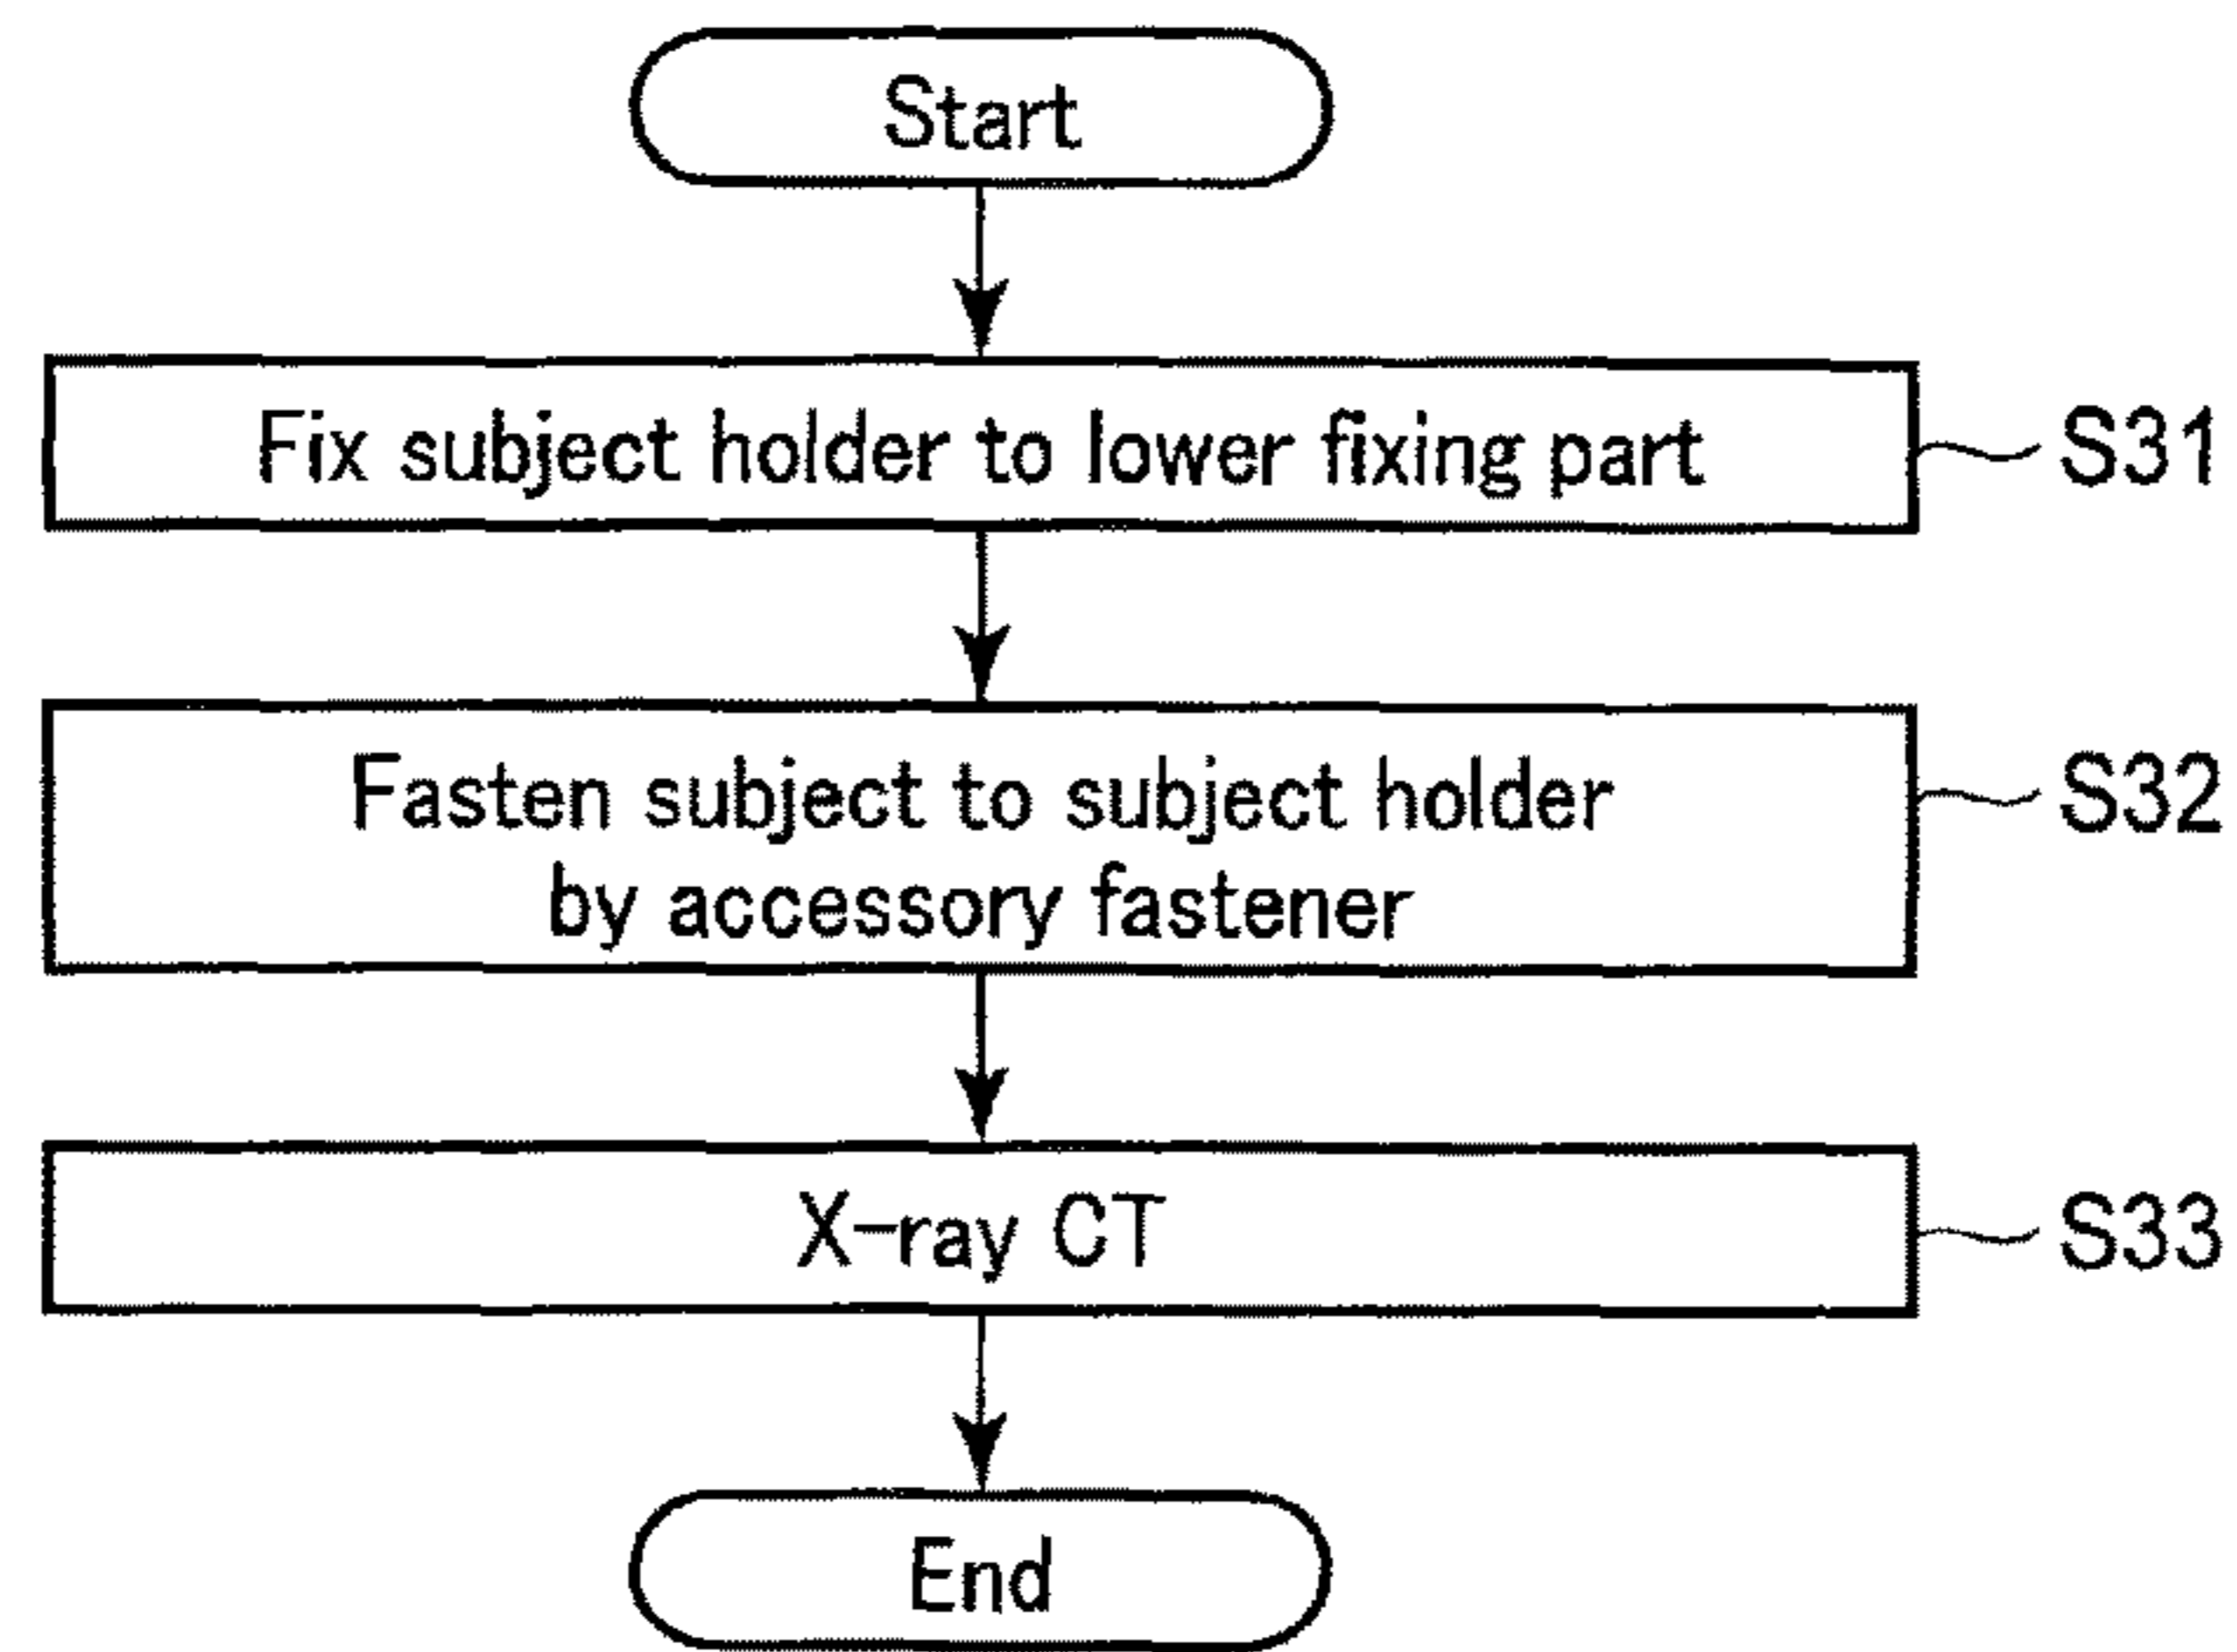 Start
Fix subject holder to lower fixing part
S31
Fasten subject to subject holder
by accessory fastener
S32
X-ray CT
S33
End